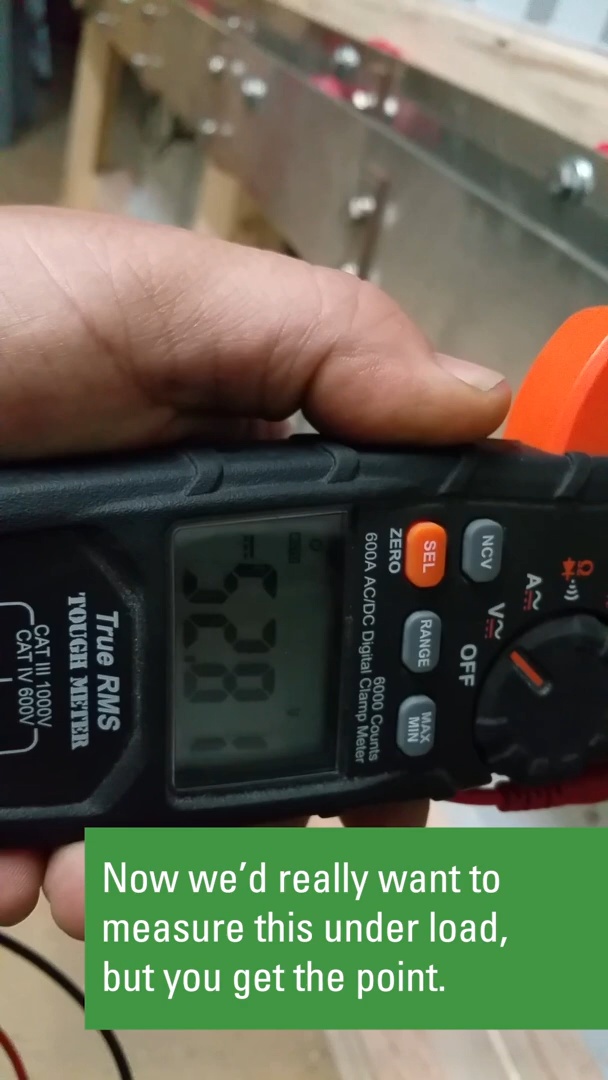 NCV
SEL
ZERO
RANGE
MAX
MIN
A
V
OFF
600A AC/DC Digital Clamp Meter
6000 Counts
52.81
V
True RMS
TOUGH METER
CAT III 1000V
CAT IV 600V
Now we'd really want to
measure this under load,
but you get the point.